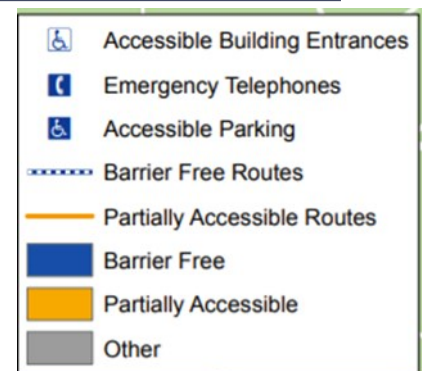 Accessible Building Entrances
Emergency Telephones
Accessible Parking
Barrier Free Routes
Partially Accessible Routes
Barrier Free
Partially Accessible
Other